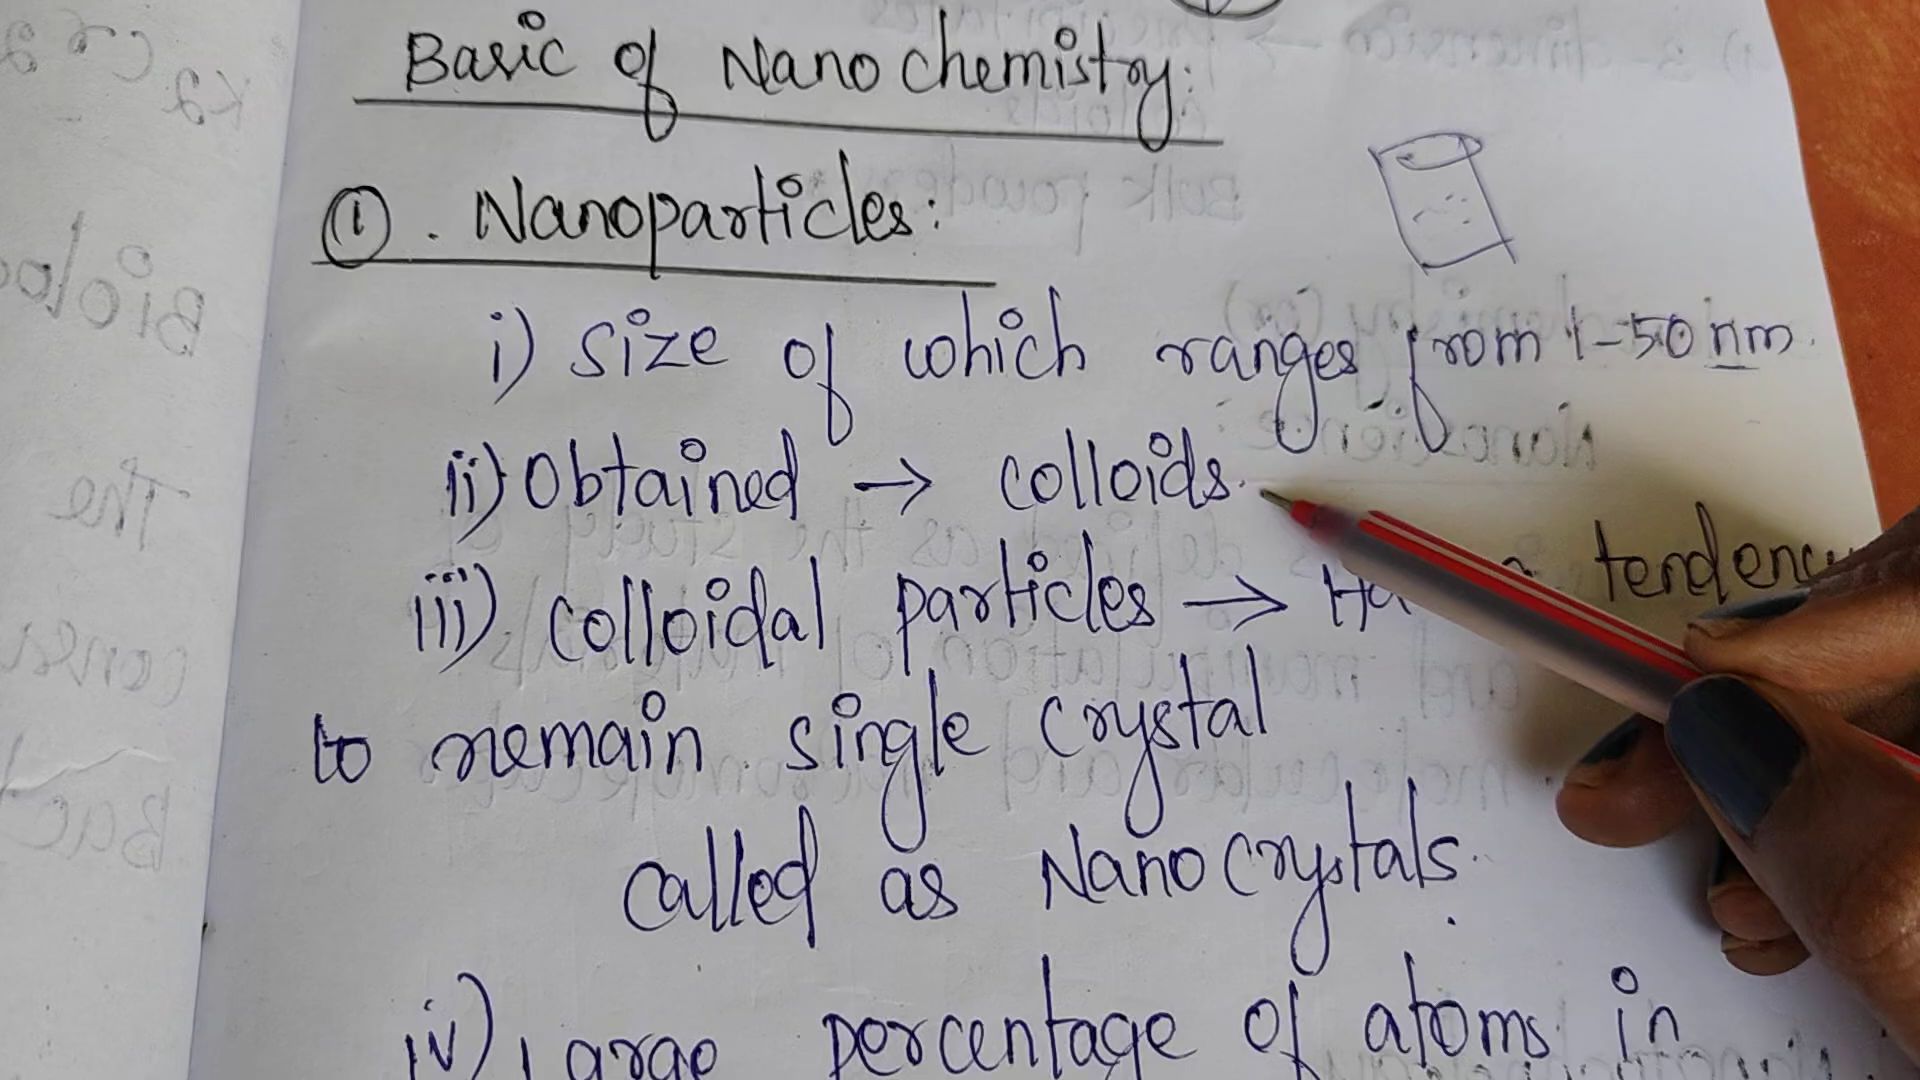 Basic of Nano chemistry:
① . Nanoparticles:
i) size of which ranges from 1-50 nm.
ii) Obtained → colloids.
iii) colloidal particles → tendency
to remain single crystal
called as Nano crystals.
iv) Large percentage of atoms in